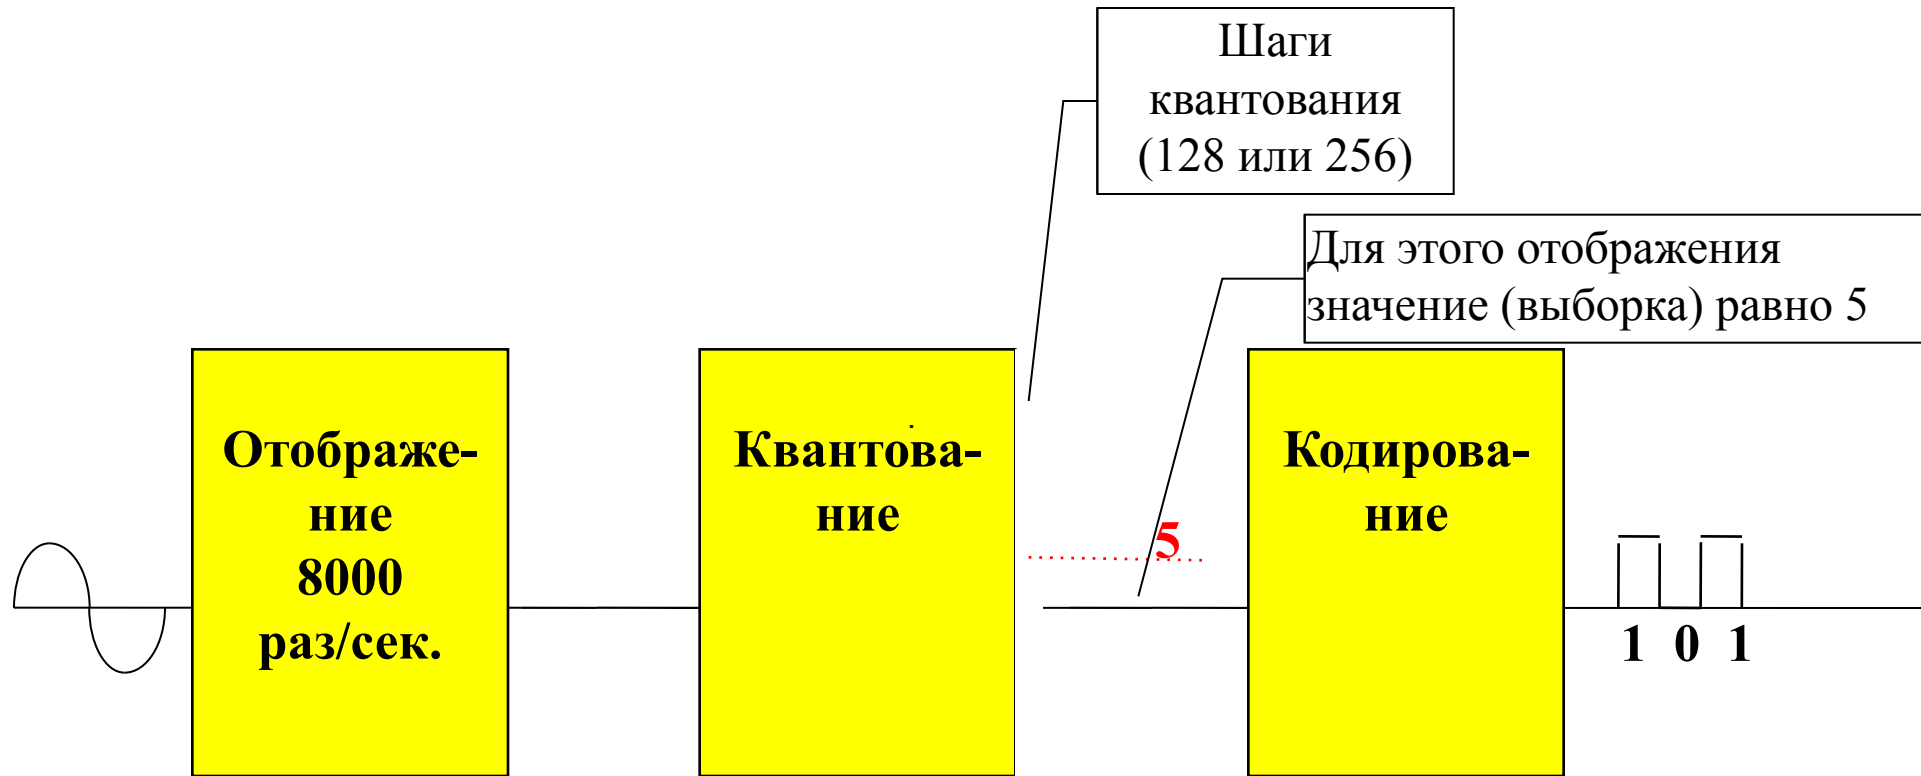 Шаги
квантования
(128 или 256)
Для этого отображения
значение (выборка) равно 5
Отображе-
ние
8000
раз/сек.
Квантова-
ние
5
Кодирова-
ние
1 0 1